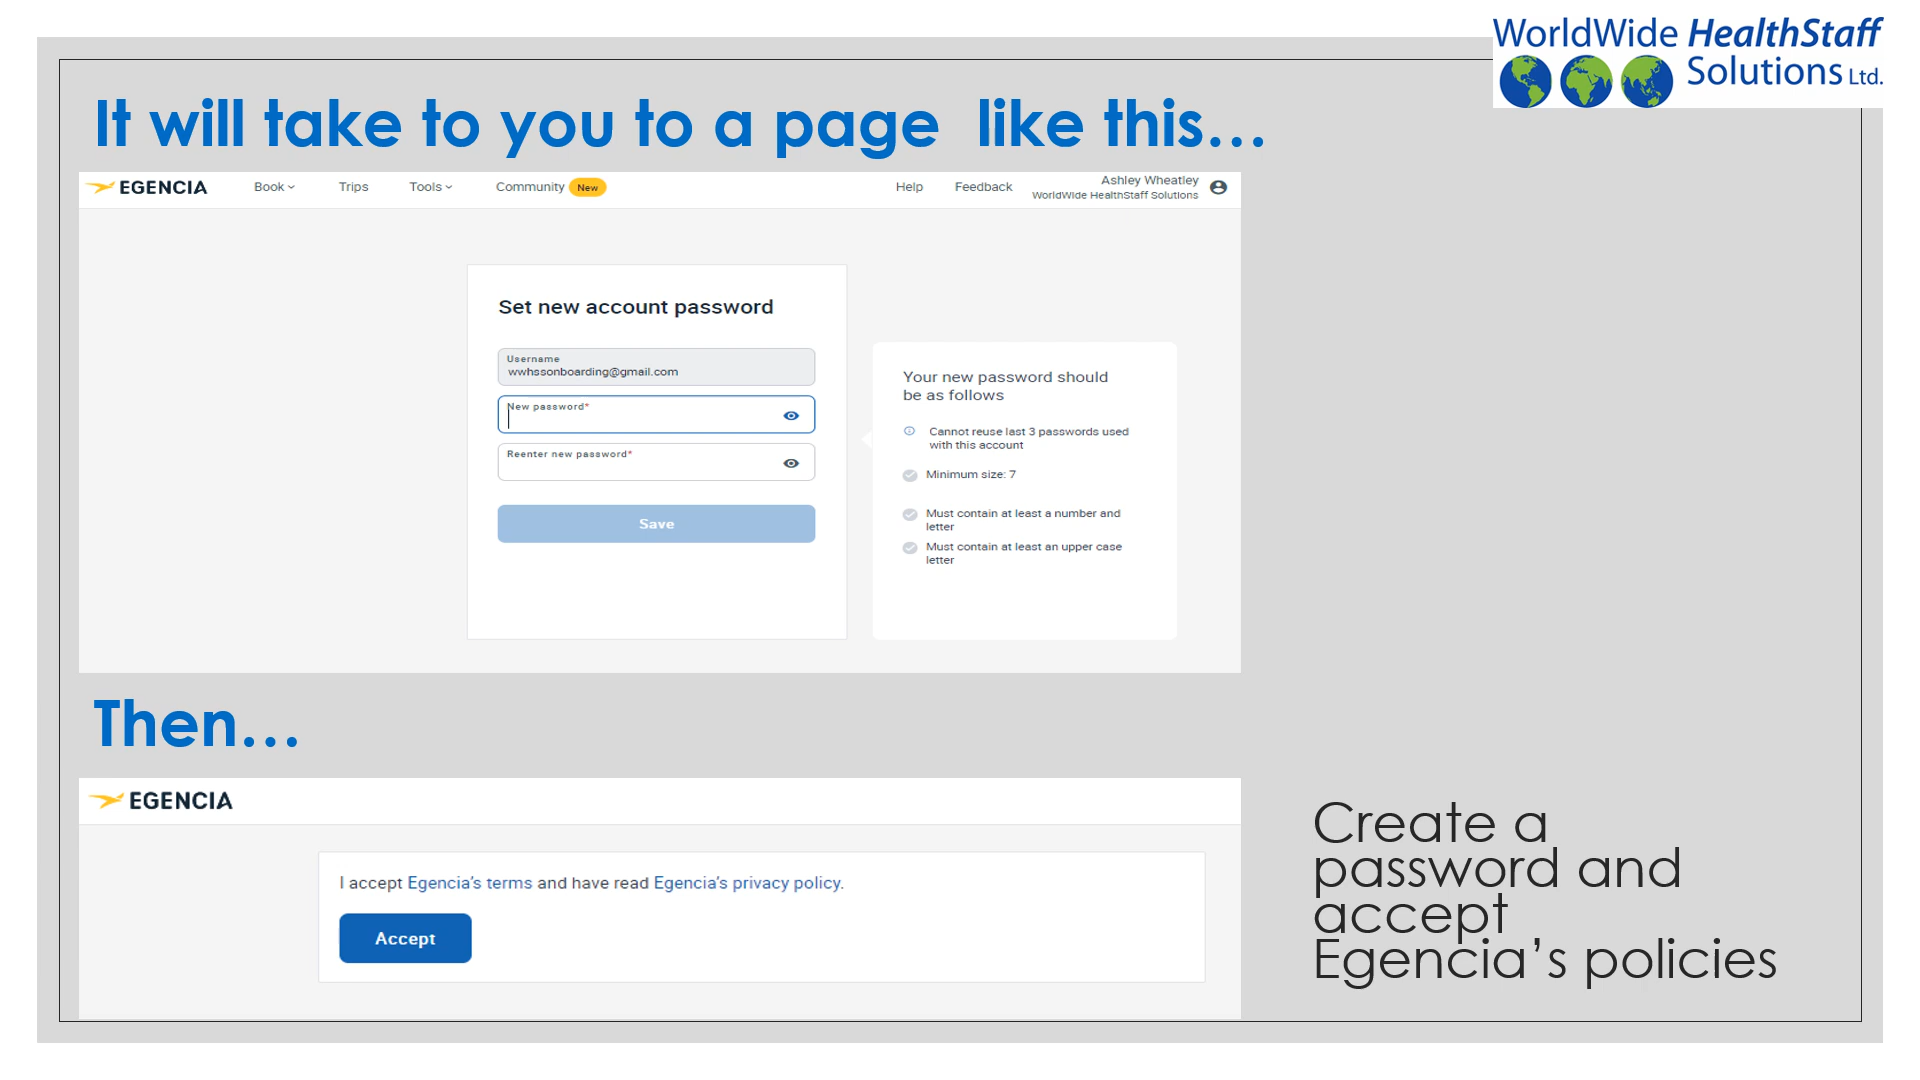 WorldWide HealthStaff
Solutions Ltd.
It will take to you to a page  like this…
EGENCIA Book Trips Tools Community New Help Feedback Ashley Wheatley
WorldWide HealthStaff Solutions
Set new account password
Username
wwhssonboarding@gmail.com
New password*
Reenter new password*
Save
Your new password should
be as follows
Cannot reuse last 3 passwords used
with this account
Minimum size: 7
Must contain at least a number and
letter
Must contain at least an upper case
letter
Then…
EGENCIA
I accept Egencia's terms and have read Egencia's privacy policy.
Accept
Create a
password and
accept
Egencia’s policies